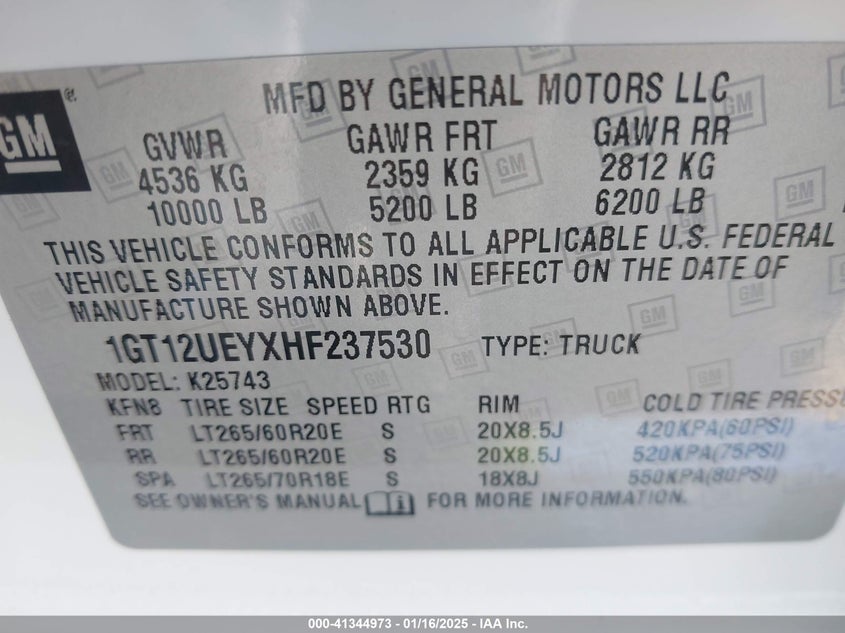 GM
MFD BY GENERAL MOTORS LLC
GVWR GAWR FRT GAWR RR
4536 KG 2359 KG 2812 KG
10000 LB 5200 LB 6200 LB
THIS VEHICLE CONFORMS TO ALL APPLICABLE U.S. FEDERAL
VEHICLE SAFETY STANDARDS IN EFFECT ON THE DATE OF
MANUFACTURE SHOWN ABOVE.
1GT12UEYXHF237530 TYPE: TRUCK
MODEL: K25743
KFN8 TIRE SIZE SPEED RTG RIM COLD TIRE PRESSU
FRT LT265/60R20E S 20X8.5J 420KPA(60PSI)
RR LT265/60R20E S 20X8.5J 520KPA(75PSI)
SPA LT265/70R18E S 18X8J 550KPA(80PSI)
SEE OWNER'S MANUAL FOR MORE INFORMATION.
000-41344973 - 01/16/2025 - IAA Inc.